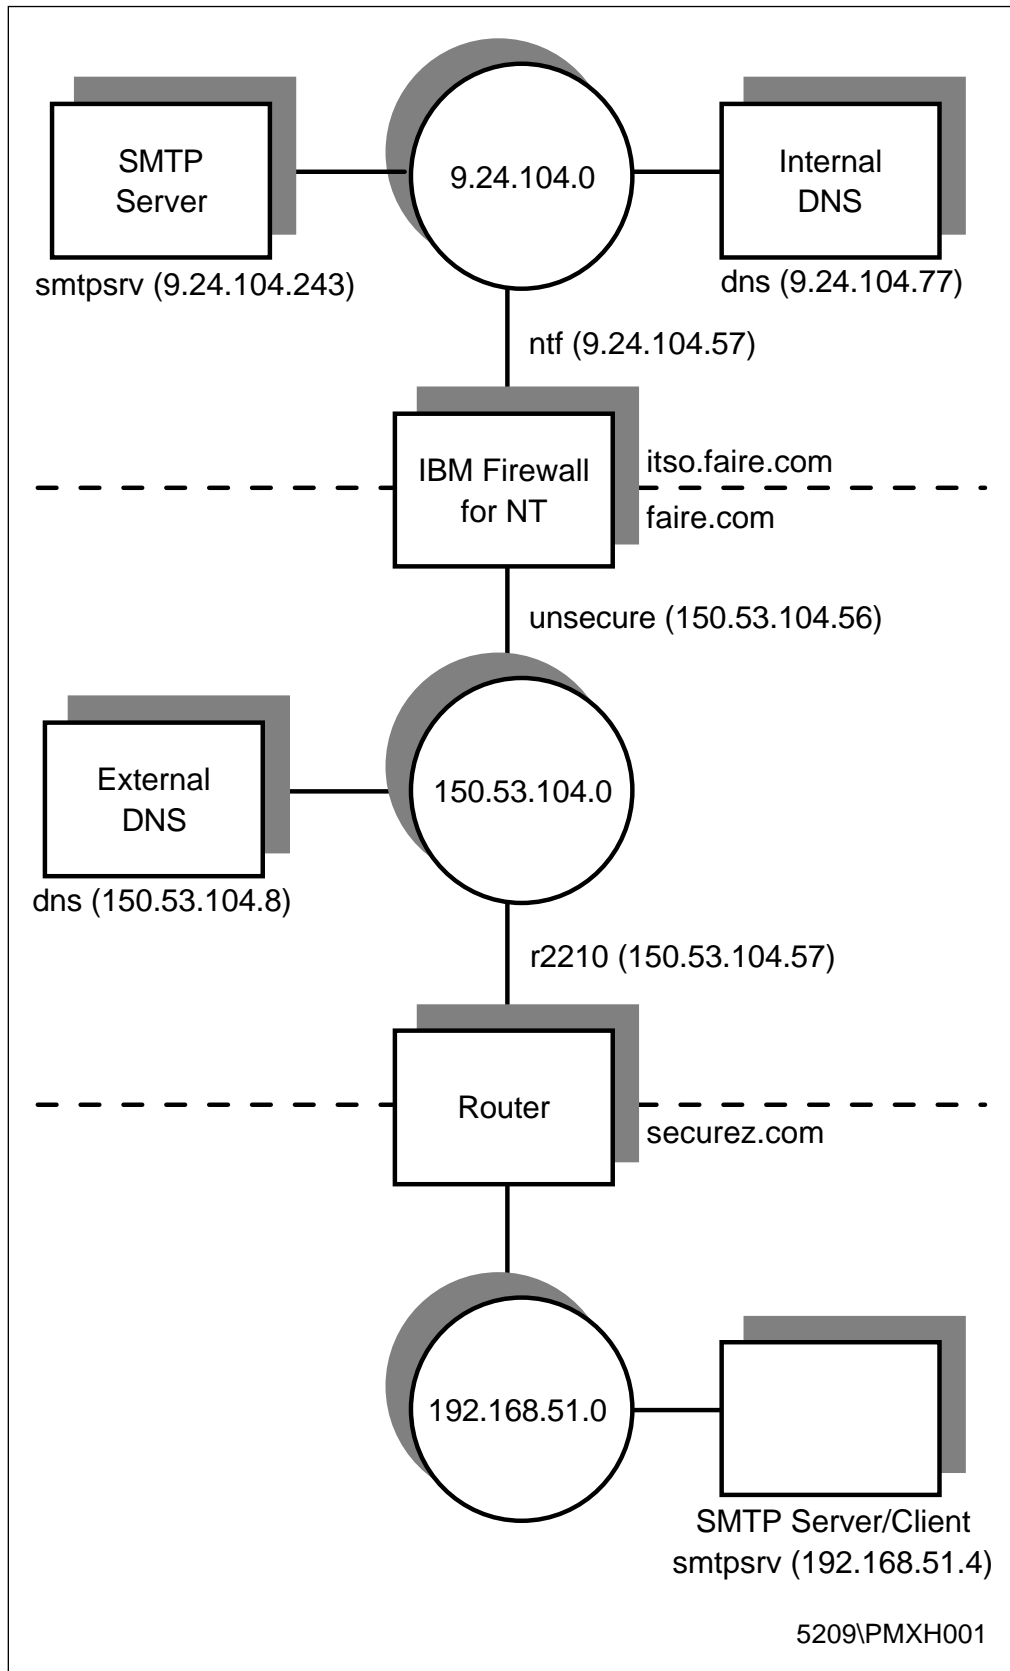 SMTP
Server
9.24.104.0
Internal
DNS
smtpsrv (9.24.104.243)
dns (9.24.104.77)
ntf (9.24.104.57)
IBM Firewall
for NT
itso.faire.com
faire.com
unsecure (150.53.104.56)
External
DNS
150.53.104.0
dns (150.53.104.8)
r2210 (150.53.104.57)
Router
securez.com
192.168.51.0
SMTP Server/Client
smtpsrv (192.168.51.4)
5209\PMXH001